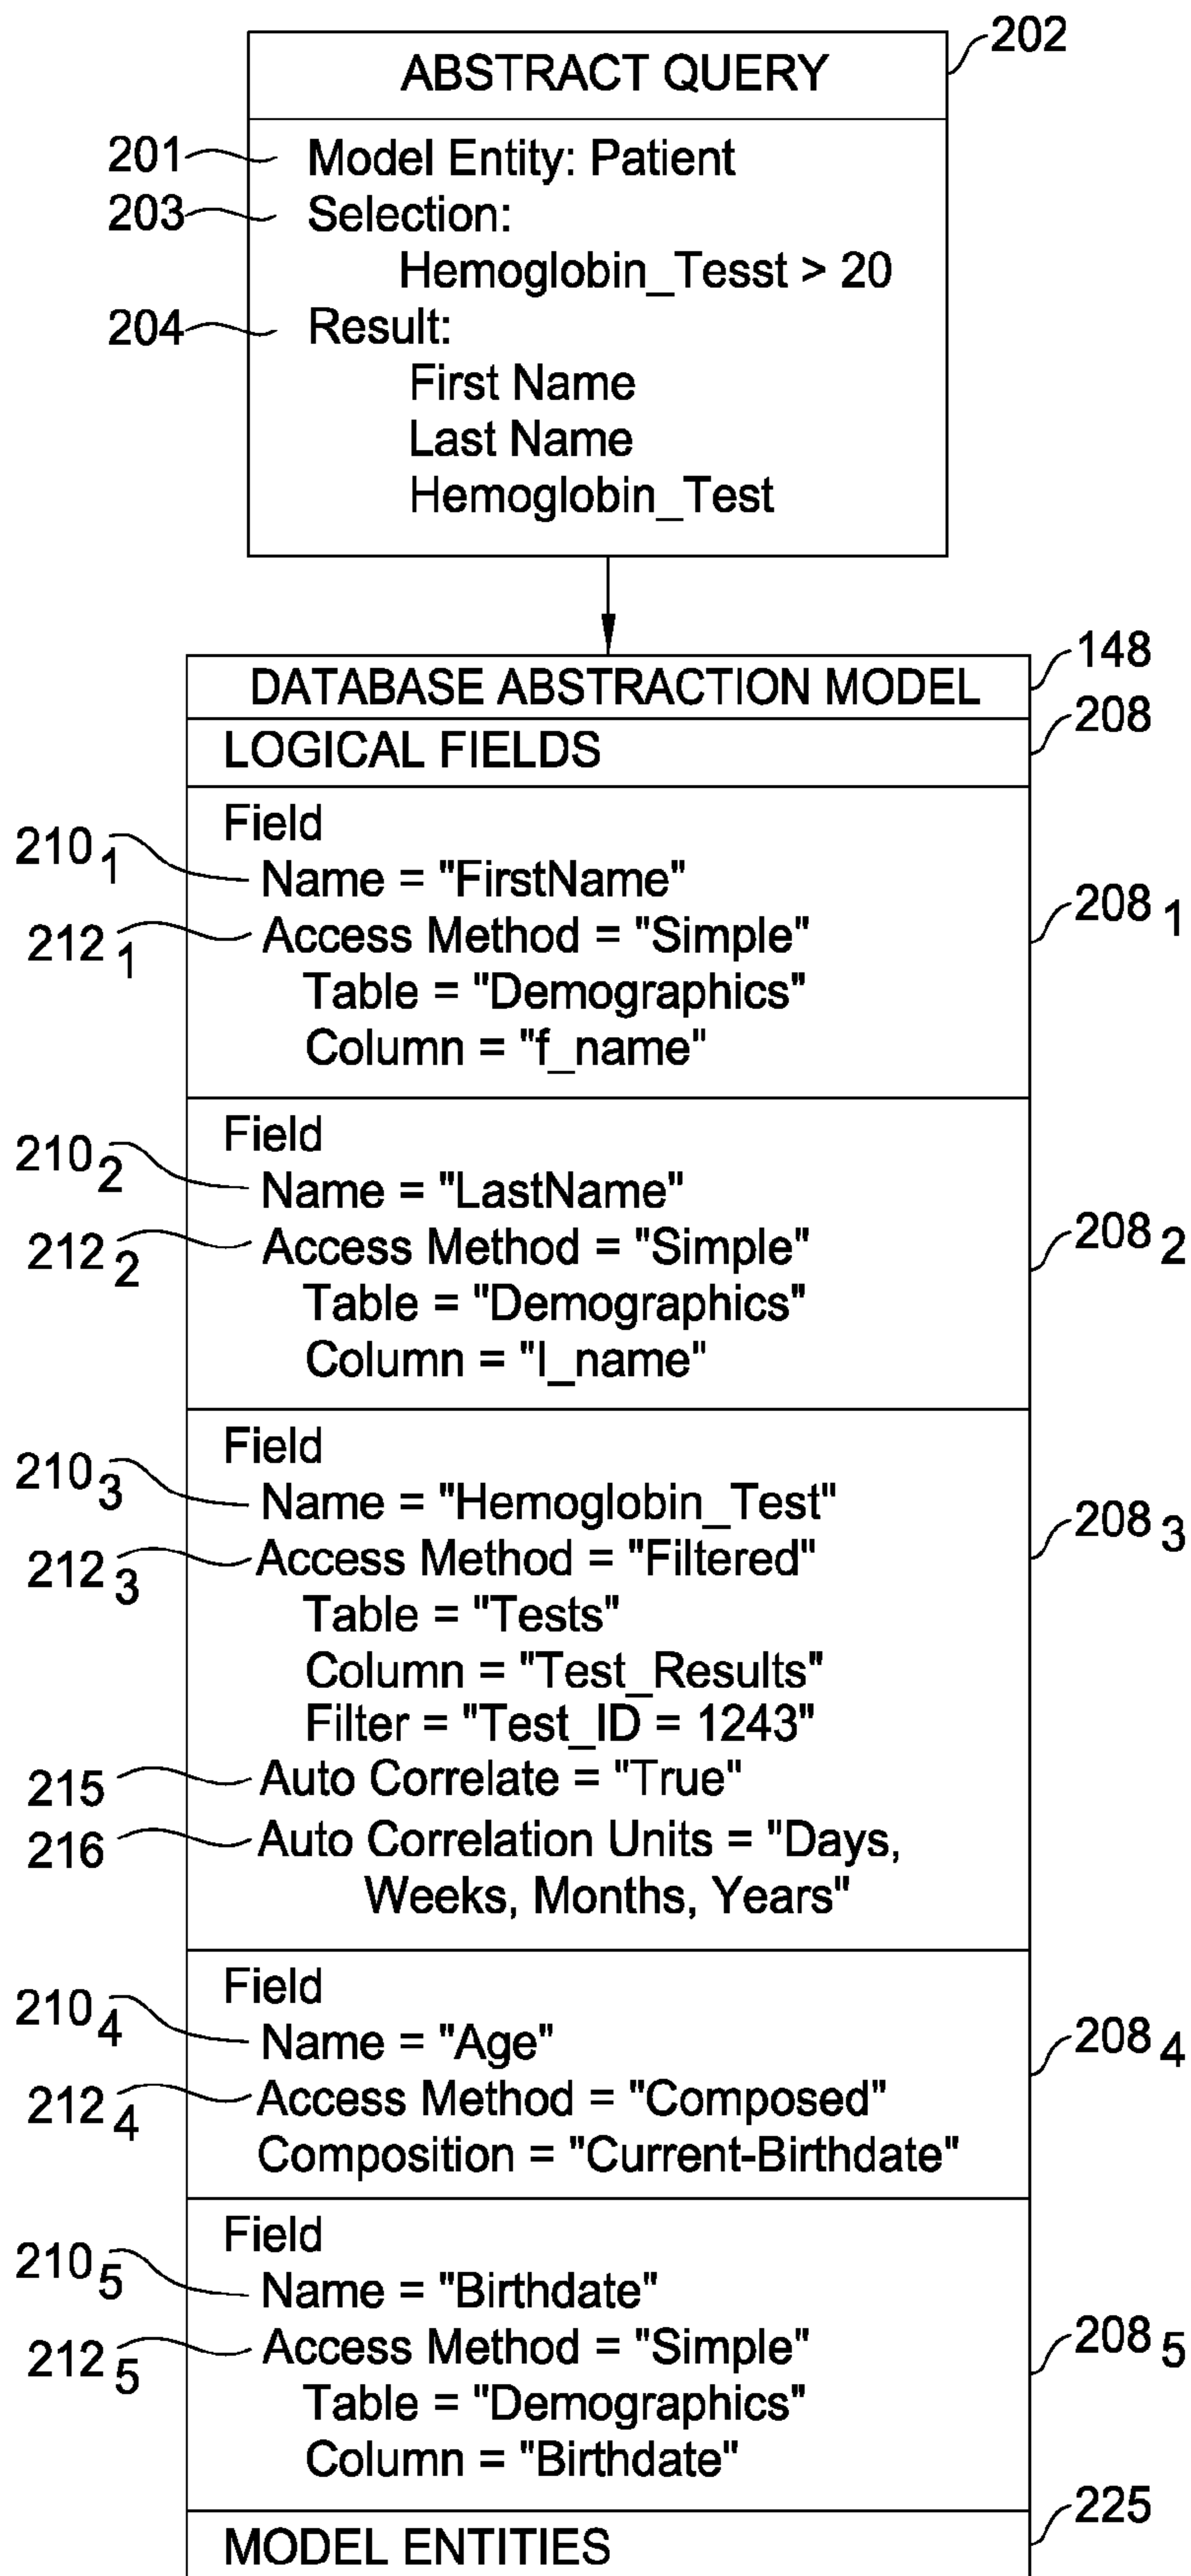 202
ABSTRACT QUERY
201 Model Entity: Patient
203 Selection:
Hemoglobin_Tesst > 20
204 Result:
First Name
Last Name
Hemoglobin_Test
148
DATABASE ABSTRACTION MODEL
208
LOGICAL FIELDS
Field
210 1 Name = "FirstName"
208 1
212 1 Access Method = "Simple"
Table = "Demographics"
Column = "f_name"
Field
210 2 Name = "LastName"
208 2
212 2 Access Method = "Simple"
Table = "Demographics"
Column = "l_name"
Field
210 3 Name = "Hemoglobin_Test"
208 3
212 3 Access Method = "Filtered"
Table = "Tests"
Column = "Test_Results"
Filter = "Test_ID = 1243"
215 Auto Correlate = "True"
216 Auto Correlation Units = "Days,
Weeks, Months, Years"
Field
210 4 Name = "Age"
208 4
212 4 Access Method = "Composed"
Composition = "Current-Birthdate"
Field
210 5 Name = "Birthdate"
208 5
212 5 Access Method = "Simple"
Table = "Demographics"
Column = "Birthdate"
225
MODEL ENTITIES